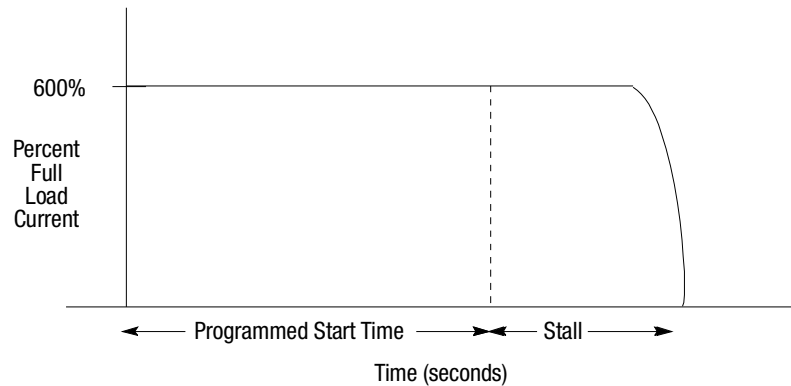 600%
Percent
Full
Load
Current
Programmed Start Time
Stall
Time (seconds)